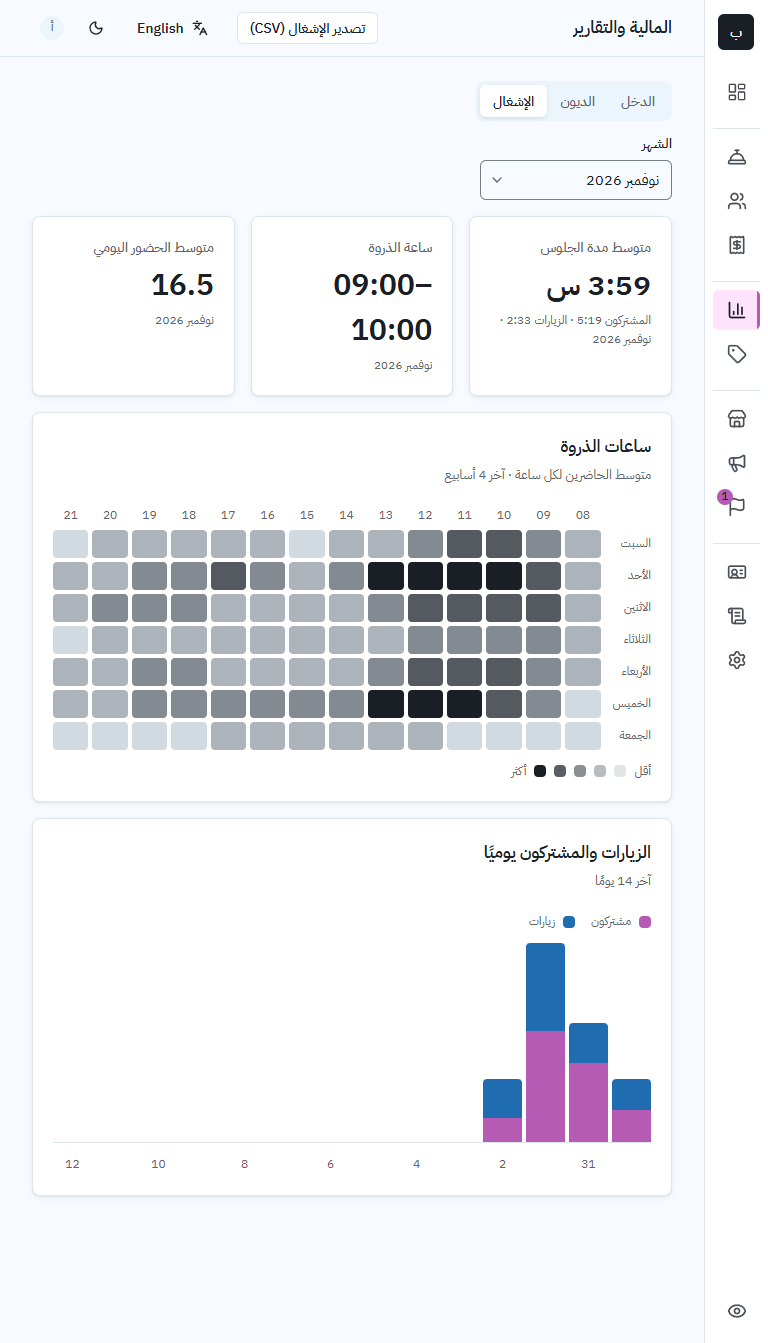 ب
المالية والتقارير
تصدير الإشغال (CSV)
English
أ
الدخل
الديون
الإشغال
الشهر
نوفمبر 2026
متوسط مدة الجلوس
3:59 س
المشتركون 5:19 · الزيارات 2:33 ·
نوفمبر 2026
ساعة الذروة
09:00–
10:00
نوفمبر 2026
متوسط الحضور اليومي
16.5
نوفمبر 2026
1
ساعات الذروة
متوسط الحاضرين لكل ساعة · آخر 4 أسابيع
08 09 10 11 12 13 14 15 16 17 18 19 20 21
السبت
الأحد
الاثنين
الثلاثاء
الأربعاء
الخميس
الجمعة
أقل
أكثر
الزيارات والمشتركون يوميًا
آخر 14 يومًا
مشتركون
زيارات
31 2 4 6 8 10 12